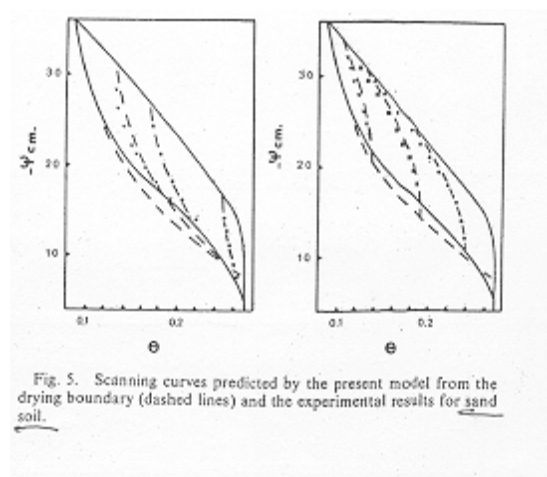 30
20
10
-Ψ cm.
0.1
0.2
θ
30
20
10
-Ψ cm.
0.1
0.2
θ
Fig. 5. Scanning curves predicted by the present model from the
drying boundary (dashed lines) and the experimental results for sand
soil.